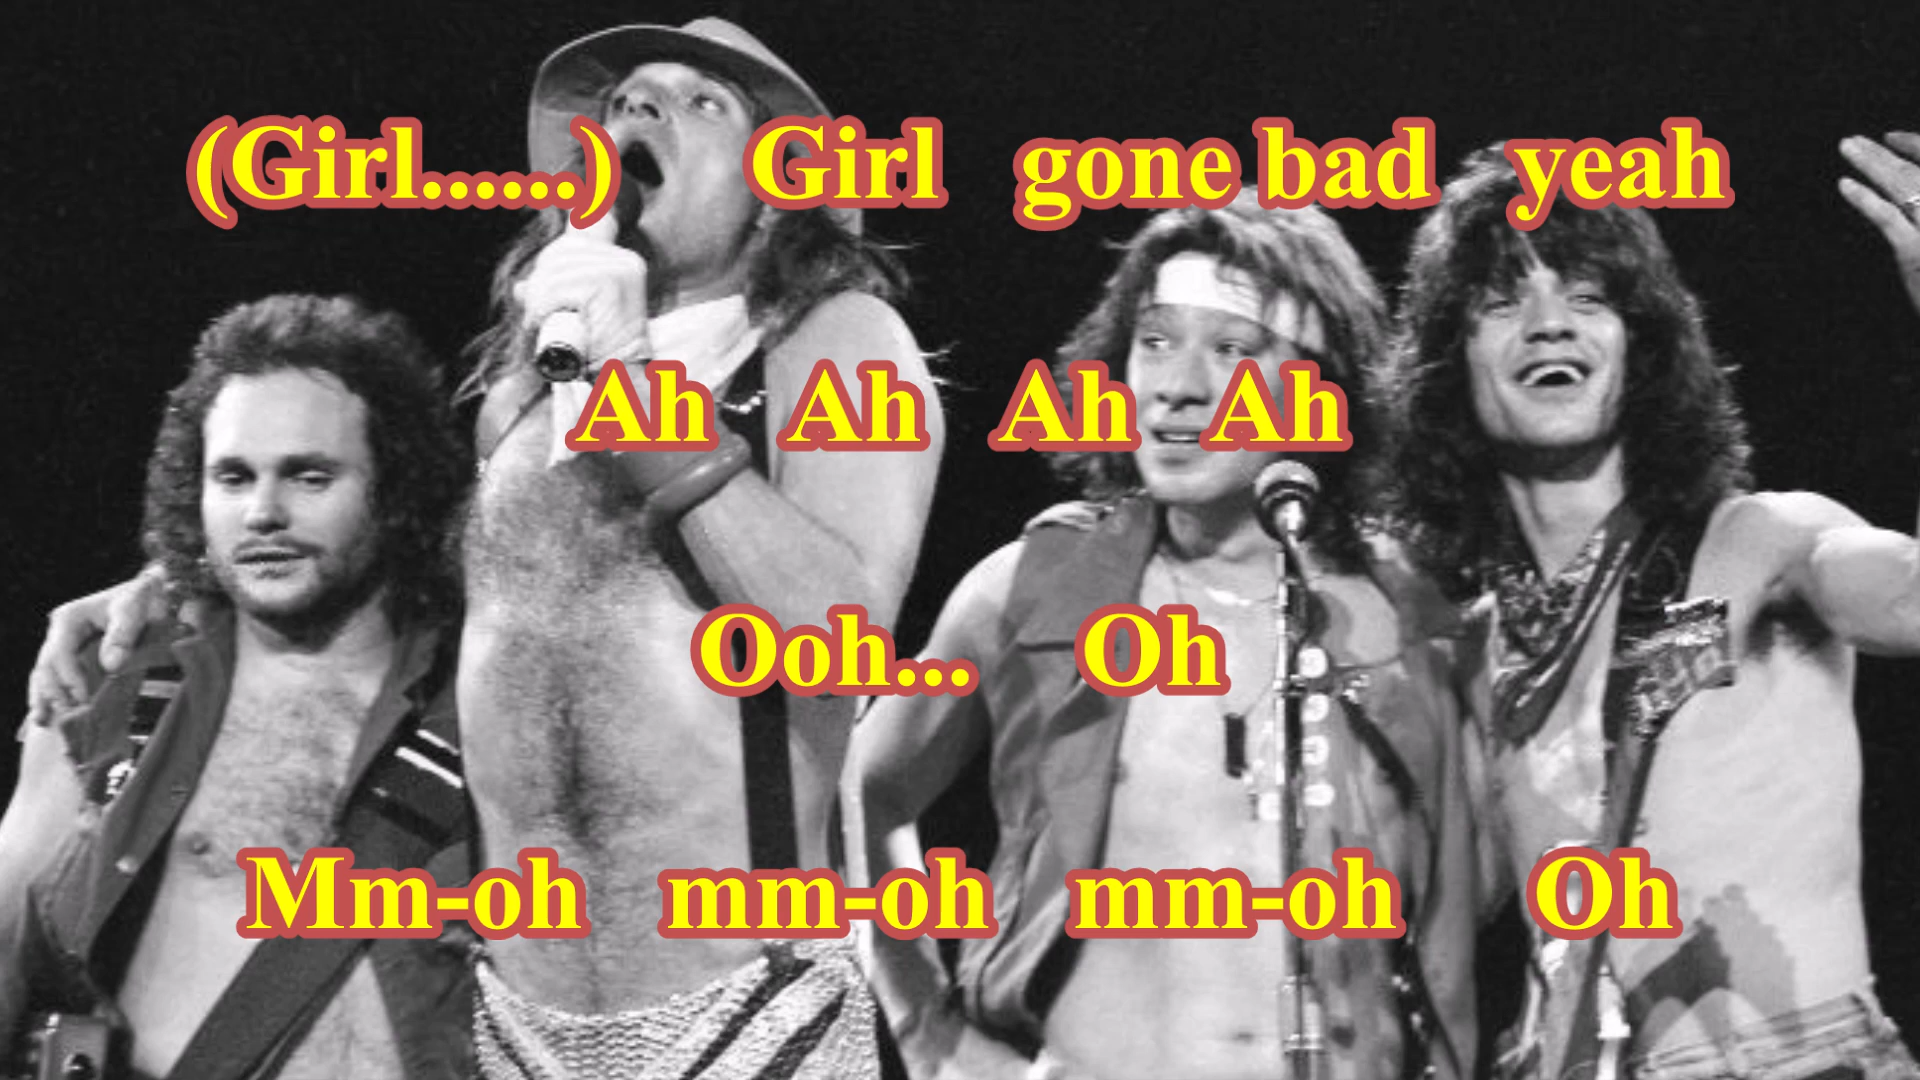 (Girl......) Girl gone bad yeah
Ah Ah Ah Ah
Ooh... Oh
Mm-oh mm-oh mm-oh Oh